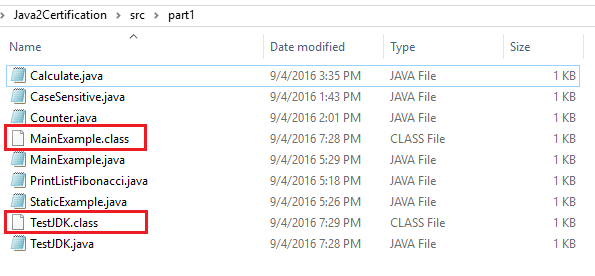 Java2Certification > src > part1
Name Date modified Type Size
Calculate.java 9/4/2016 3:35 PM JAVA File 1 KB
CaseSensitive.java 9/4/2016 1:43 PM JAVA File 1 KB
Counter.java 9/4/2016 2:01 PM JAVA File 1 KB
MainExample.class 9/4/2016 7:28 PM CLASS File 1 KB
MainExample.java 9/4/2016 7:28 PM JAVA File 1 KB
PrintListFibonacci.java 9/4/2016 5:18 PM JAVA File 1 KB
StaticExample.java 9/4/2016 5:26 PM JAVA File 1 KB
TestJDK.class 9/4/2016 7:29 PM CLASS File 1 KB
TestJDK.java 9/4/2016 7:28 PM JAVA File 1 KB